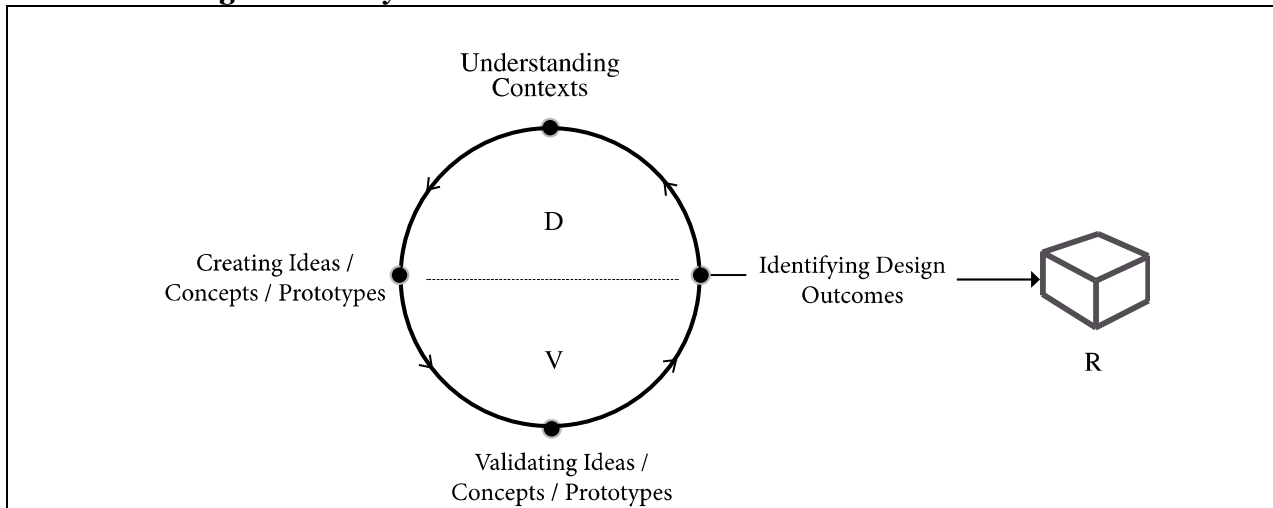 Understanding
Contexts
D
Creating Ideas /
Concepts / Prototypes
Identifying Design
Outcomes
V
R
Validating Ideas /
Concepts / Prototypes